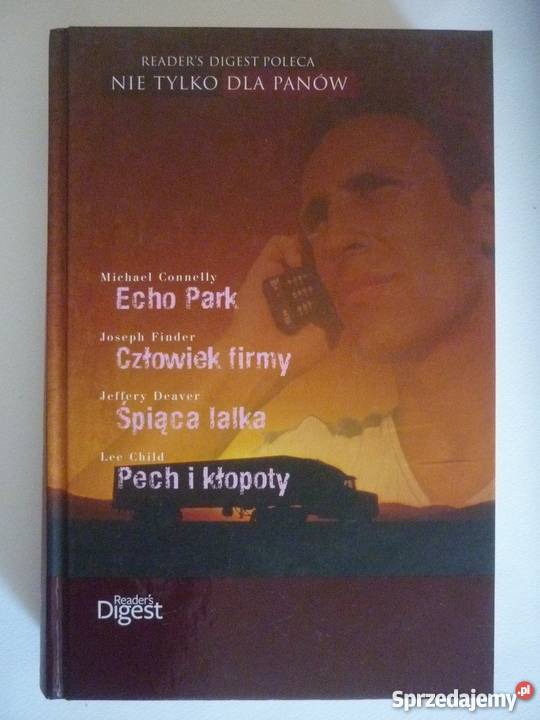 READER'S DIGEST POLECA
NIE TYLKO DLA PANÓW
Michael Connelly
Echo Park
Joseph Finder
Człowiek firmy
Jeffery Deaver
Śpiąca lalka
Lee Child
Pech i kłopoty
Reader's
Digest
Sprzedajemy.pl